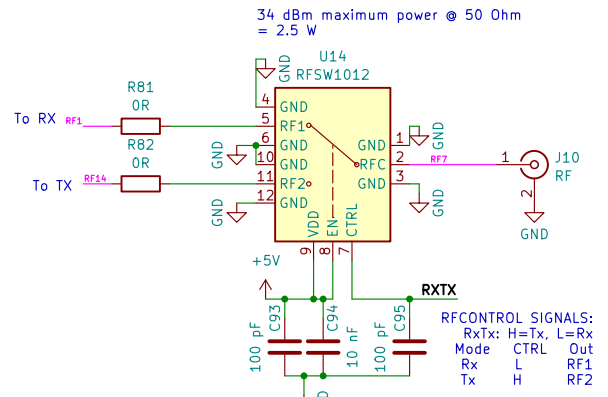 34 dBm maximum power @ 50 Ohm
= 2.5 W
U14
RFSW1012
GND
R81
0R
To RX RF1
4 GND
5 RF1
R82
0R
GND
6 GND
10 GND
GND 1
GND
RFC 2 RF7
1 J10
RF
To TX RF14
11 RF2
GND 3
2
12 GND
GND
GND
GND
VDD EN CTRL
9 8 7
+5V
RXTX
C93
100 pF
C94
10 nF
C95
100 pF
RFCONTROL SIGNALS:
RxTx: H=Tx, L=Rx
Mode CTRL Out
Rx L RF1
Tx H RF2